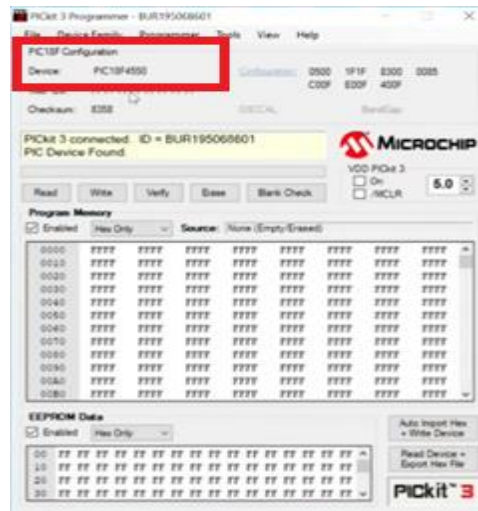 PICkit 3 Programmer - BUR195068601
File Device Family Programmer Tools View Help
PIC18F Configuration
Device: PIC18F4550 Configuration: 0500 1F1F 8300 0085
C00F E00F 400F
Checksum: 8358 OSCCAL: BandGap:
PICkit 3 connected. ID = BUR195068601
PIC Device Found.
MICROCHIP
VDD PICkit 3
On
/MCLR
5.0
Read Write Verify Erase Blank Check
Program Memory
Enabled Hex Only Source: None (Empty/Erased)
0000 FFFF FFFF FFFF FFFF FFFF FFFF FFFF FFFF
0010 FFFF FFFF FFFF FFFF FFFF FFFF FFFF FFFF
0020 FFFF FFFF FFFF FFFF FFFF FFFF FFFF FFFF
0030 FFFF FFFF FFFF FFFF FFFF FFFF FFFF FFFF
0040 FFFF FFFF FFFF FFFF FFFF FFFF FFFF FFFF
0050 FFFF FFFF FFFF FFFF FFFF FFFF FFFF FFFF
0060 FFFF FFFF FFFF FFFF FFFF FFFF FFFF FFFF
0070 FFFF FFFF FFFF FFFF FFFF FFFF FFFF FFFF
0080 FFFF FFFF FFFF FFFF FFFF FFFF FFFF FFFF
0090 FFFF FFFF FFFF FFFF FFFF FFFF FFFF FFFF
00A0 FFFF FFFF FFFF FFFF FFFF FFFF FFFF FFFF
00B0 FFFF FFFF FFFF FFFF FFFF FFFF FFFF FFFF
EEPROM Data
Enabled Hex Only
00 FF FF FF FF FF FF FF FF FF FF FF FF FF FF FF FF
10 FF FF FF FF FF FF FF FF FF FF FF FF FF FF FF FF
20 FF FF FF FF FF FF FF FF FF FF FF FF FF FF FF FF
30 FF FF FF FF FF FF FF FF FF FF FF FF FF FF FF FF
Auto Import Hex
+ Write Device
Read Device +
Export Hex File
PICkit™ 3